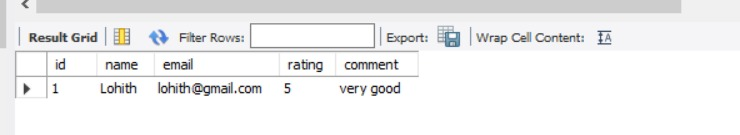 Result Grid Filter Rows: Export: Wrap Cell Content: IA
id name email rating comment
1 Lohith lohith@gmail.com 5 very good